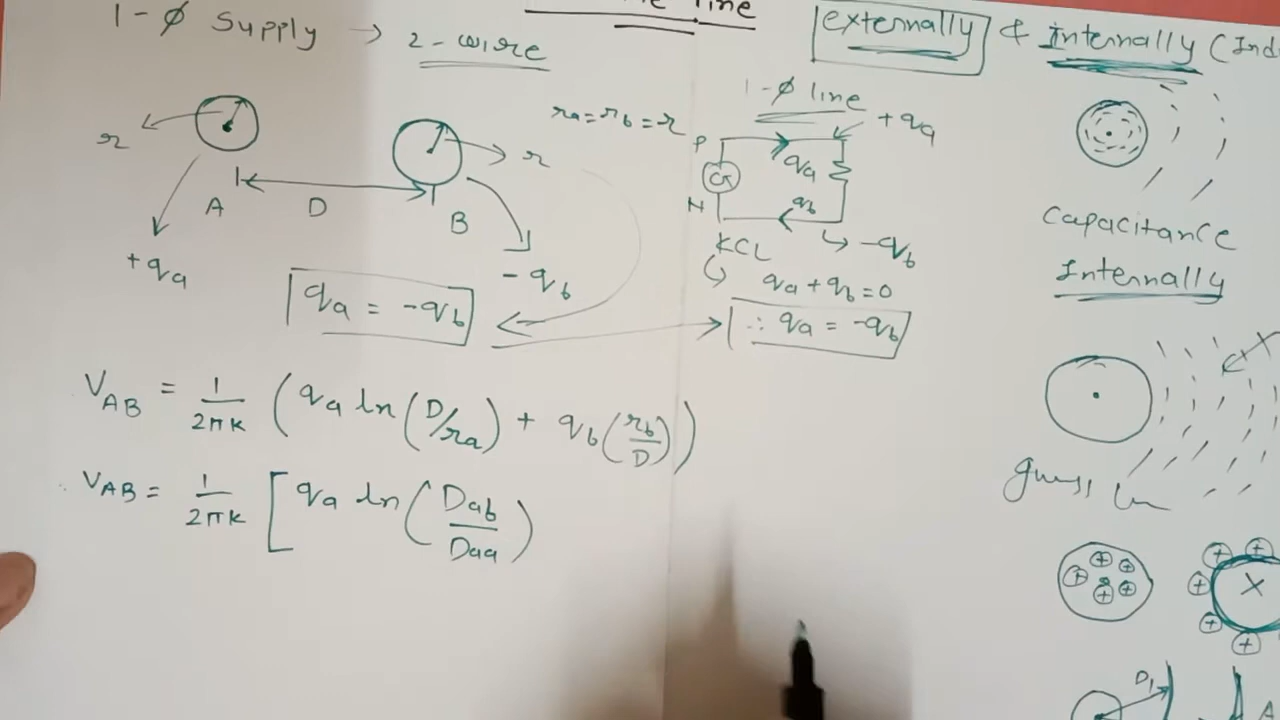 line
1-φ Supply → 2-wire
externally & Internally (Ind
r
r
ra = rb = r
A D B
+qa
-qb
qa = -qb
1-φ line
+qa
P
qa
G
qb
N
-qb
KCL
qa + qb = 0
∴ qa = -qb
Capacitance
Internally
VAB = 1/2πk ( qa ln (D/ra) + qb (rb/D) )
∴ VAB = 1/2πk [ qa ln (Dab/Daa)
D1
A